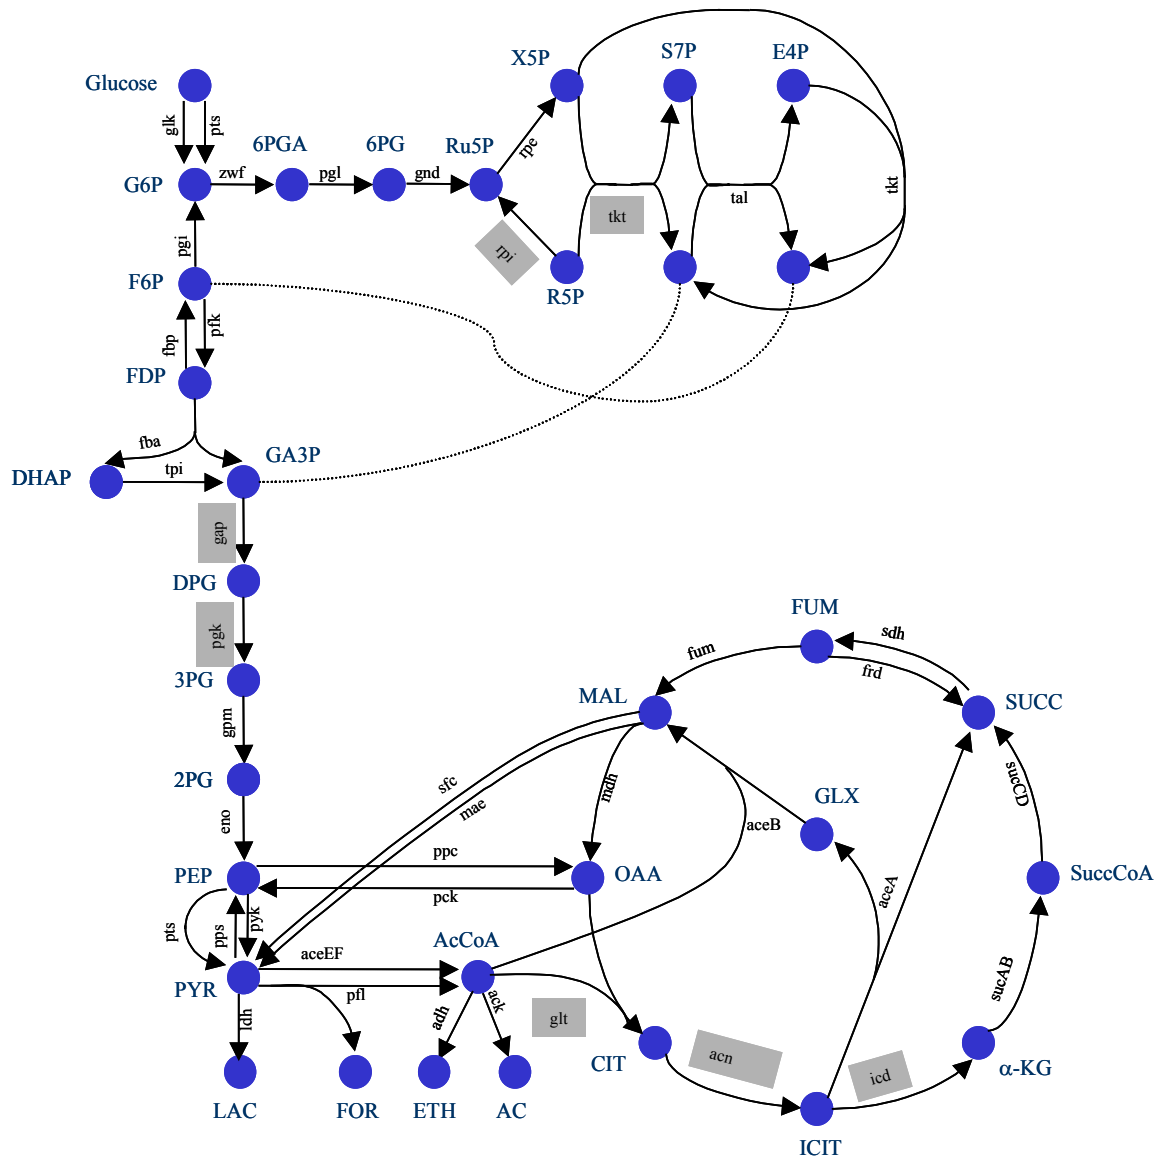 X5P
S7P
E4P
Glucose
glk
pts
6PGA
6PG
Ru5P
rpe
G6P
zwf
pgl
gnd
tkt
tal
tkt
rpi
R5P
pgi
F6P
fbp
pfk
FDP
fba
GA3P
DHAP
tpi
gap
DPG
pgk
3PG
gpm
2PG
eno
FUM
sdh
fum
frd
MAL
SUCC
sfc
mae
mdh
sucCD
GLX
aceB
PEP
ppc
OAA
pck
aceA
SuccCoA
pts
pps
pyk
AcCoA
aceEF
PYR
pfl
ldh
adh
ack
glt
sucAB
CIT
acn
icd
α-KG
LAC
FOR
ETH
AC
ICIT